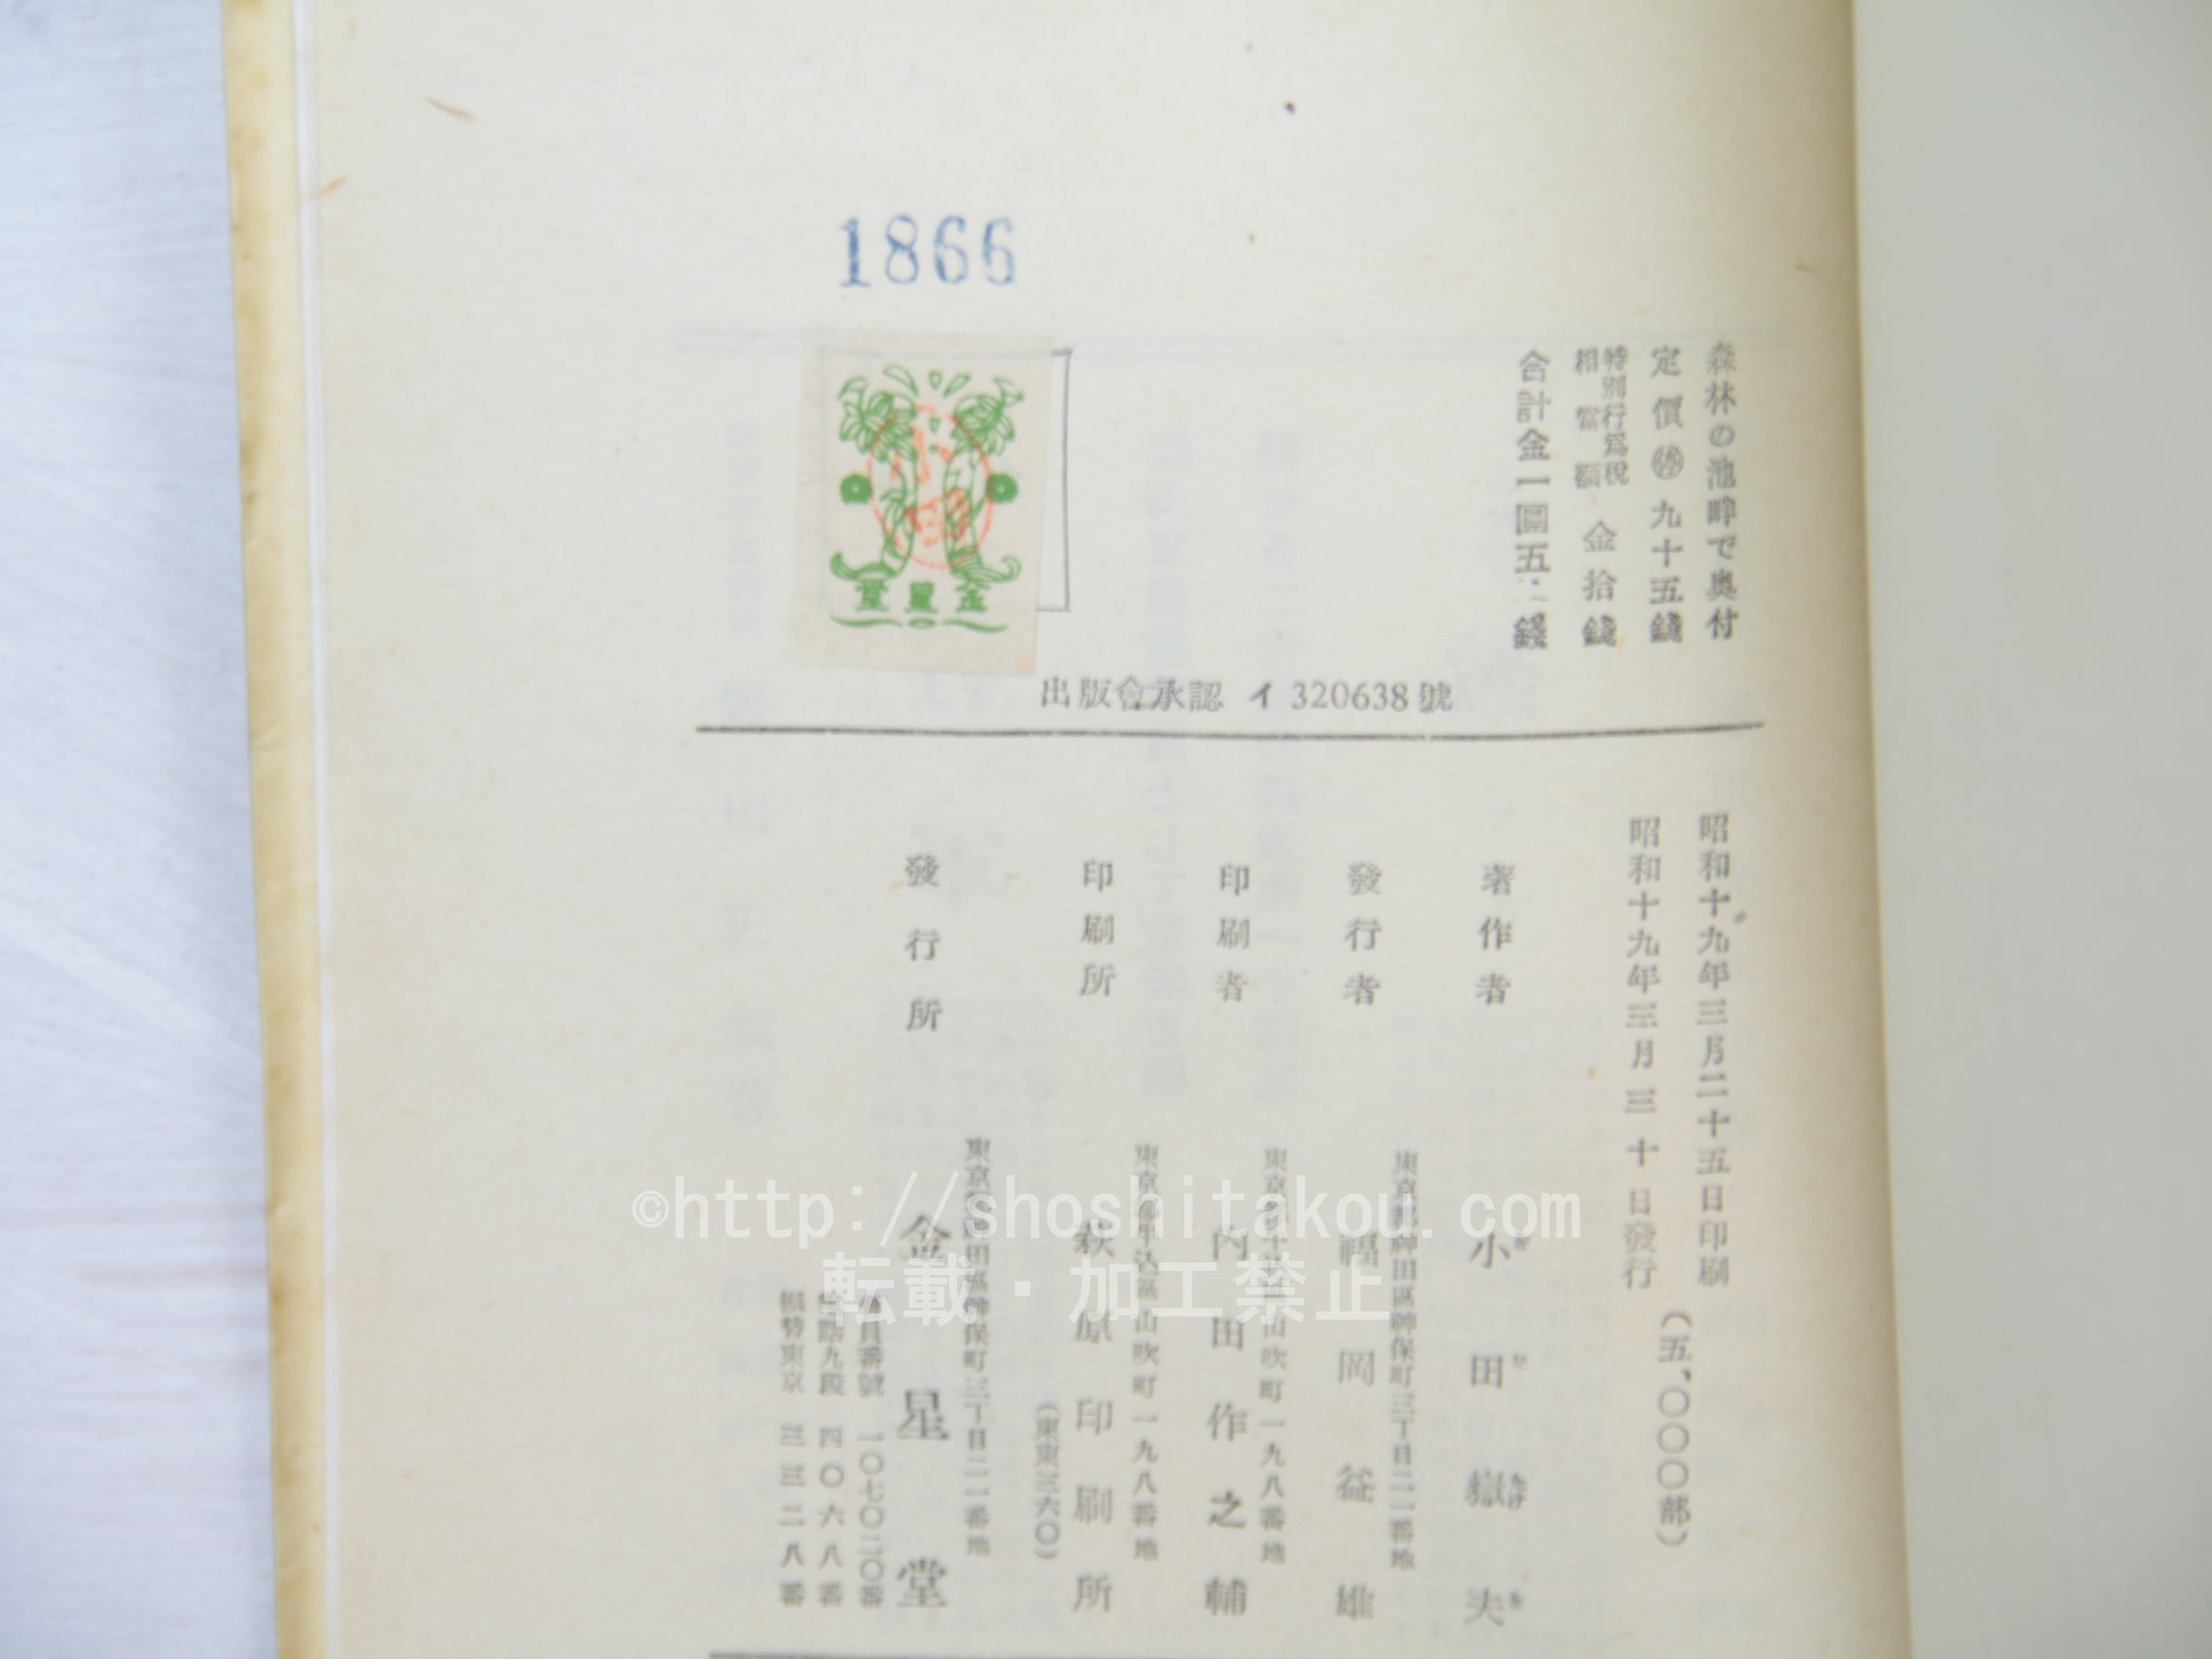 1866
森林の池畔で奥付
定價㊞九十五錢
特別行爲税
相當額
金拾錢
合計金一圓五錢
金星堂
出版會承認 イ 320638號
昭和十九年三月二十五日印刷
昭和十九年三月三十日發行
(五、〇〇〇部)
著作者 小田嶽夫
東京都神田區神保町三丁目二一番地
發行者 福岡益雄
東京都牛込區山吹町一九八番地
印刷者 内田作之輔
東京都牛込區山吹町一九八番地
印刷所 萩原印刷所
(東東三六〇)
東京都神田區神保町三丁目二一番地
發行所 金星堂
會員番號 一〇七〇二〇番
電話九段 四〇六八番
振替東京 三三二八番
©http://shoshitakou.com
転載・加工禁止